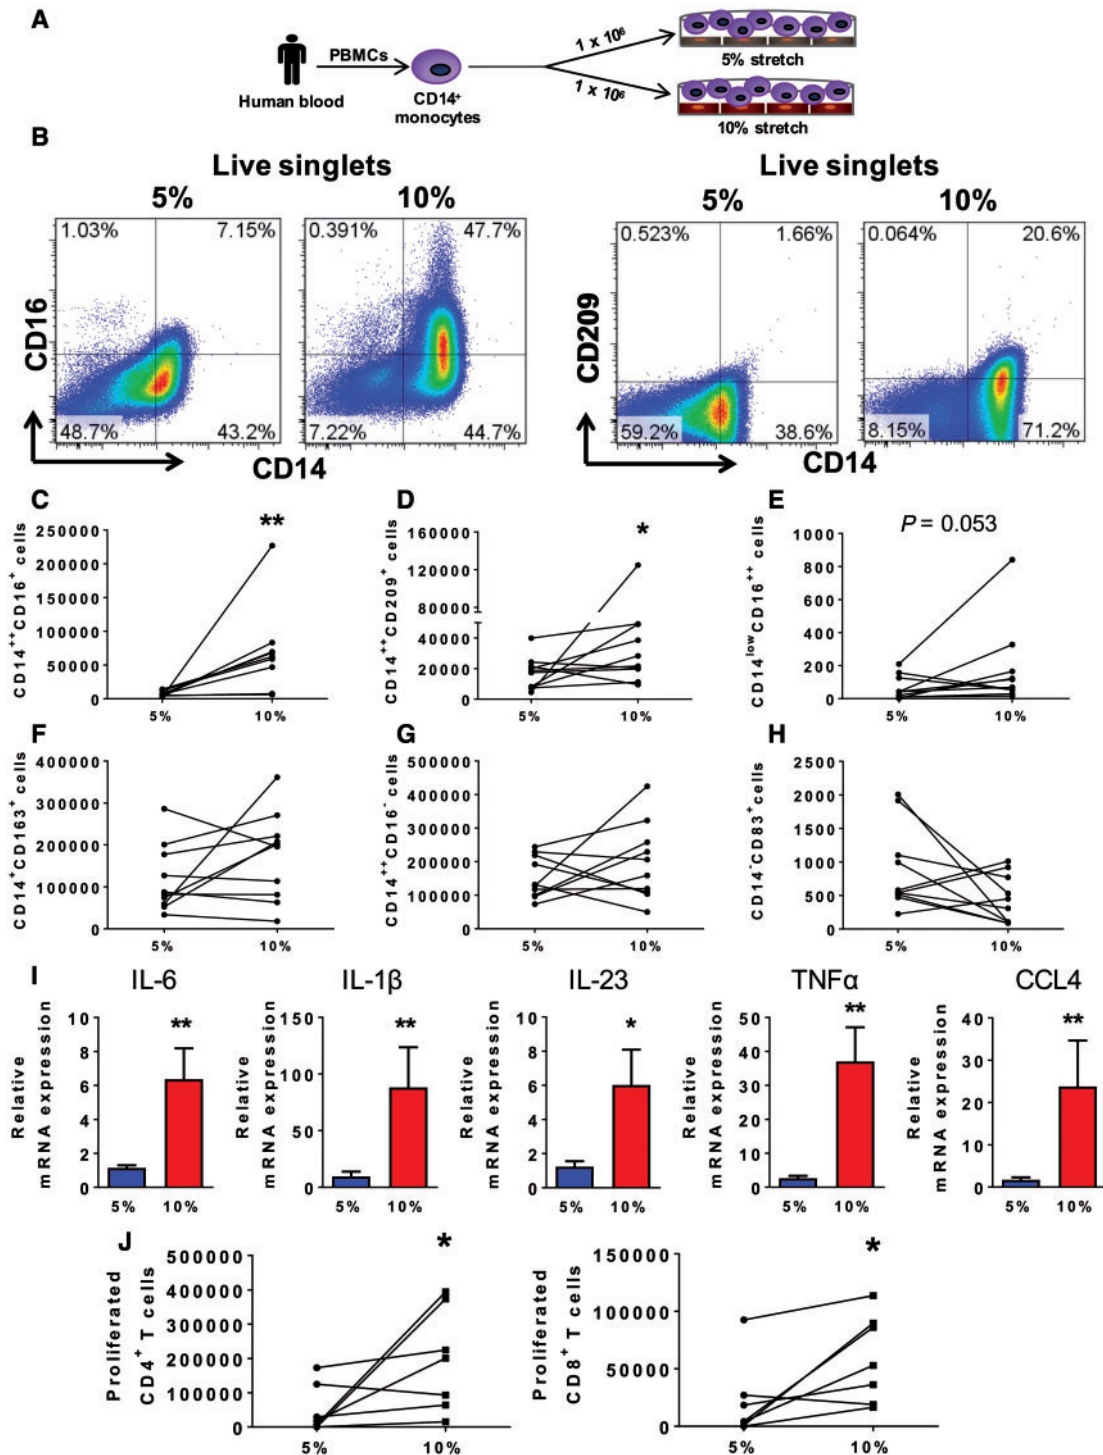 A
Human blood
PBMCs
CD14⁺
monocytes
1 x 10⁶
1 x 10⁶
5% stretch
10% stretch
B
Live singlets
5% 10%
CD16
1.03% 7.15%
48.7% 43.2%
0.391% 47.7%
7.22% 44.7%
CD14
Live singlets
5% 10%
CD209
0.523% 1.66%
59.2% 38.6%
0.064% 20.6%
8.15% 71.2%
CD14
C
CD14⁺⁺CD16⁺ cells
250000
200000
150000
100000
50000
0
**
5% 10%
D
CD14⁺⁺CD209⁺ cells
160000
120000
80000
40000
20000
0
*
5% 10%
E
CD14ˡᵒʷCD16⁺⁺ cells
1000
800
600
400
200
0
P = 0.053
5% 10%
F
CD14⁺CD163⁺ cells
400000
300000
200000
100000
0
5% 10%
G
CD14⁺⁺CD16⁻ cells
500000
400000
300000
200000
100000
0
5% 10%
H
CD14⁻CD83⁺ cells
2500
2000
1500
1000
500
0
5% 10%
I
IL-6
Relative
mRNA expression
10
8
6
4
2
0
**
5% 10%
IL-1β
Relative
mRNA expression
150
100
50
0
**
5% 10%
IL-23
Relative
mRNA expression
10
8
6
4
2
0
*
5% 10%
TNFα
Relative
mRNA expression
50
40
30
20
10
0
**
5% 10%
CCL4
Relative
mRNA expression
40
30
20
10
0
**
5% 10%
J
Proliferated
CD4⁺ T cells
500000
400000
300000
200000
100000
0
*
5% 10%
Proliferated
CD8⁺ T cells
150000
100000
50000
0
*
5% 10%